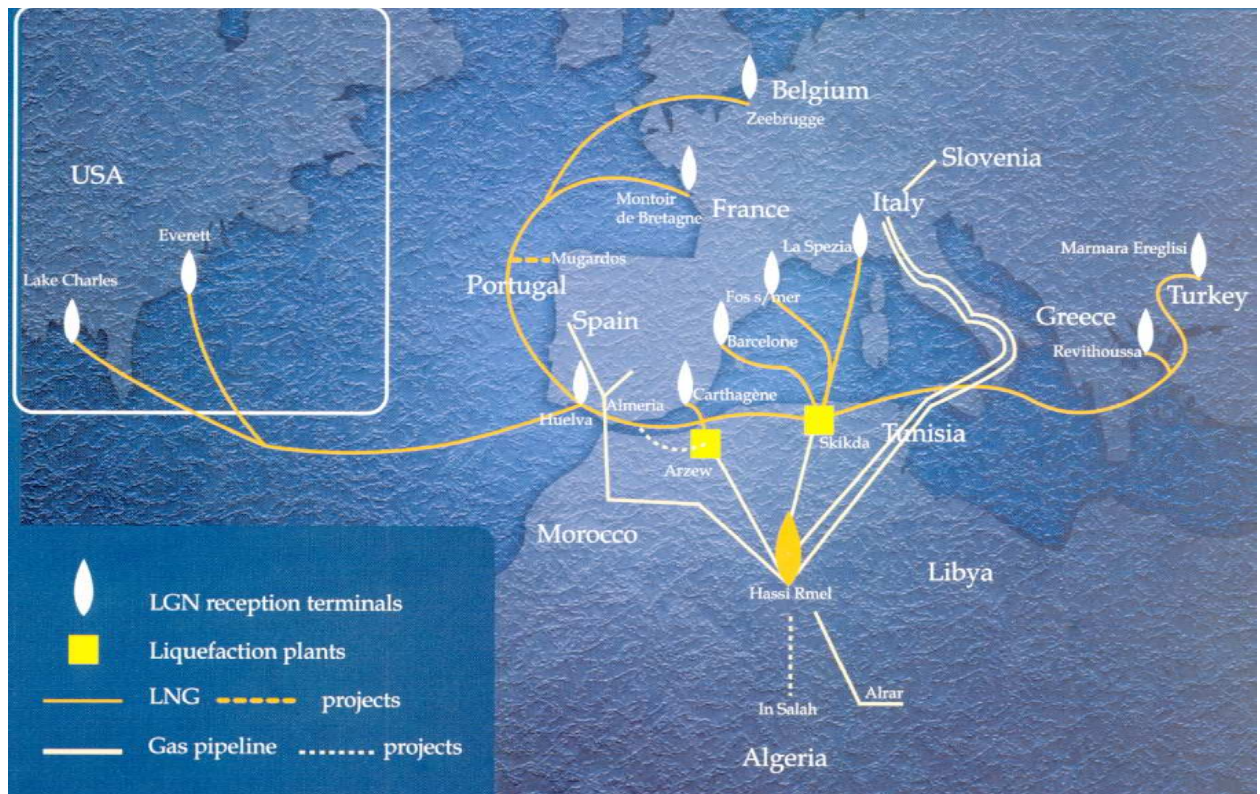 Belgium
Zeebrugge
Slovenia
USA
Montoir
de Bretagne
France
Italy
Everett
La Spezia
Marmara Ereglisi
Mugardos
Lake Charles
Portugal
Fos s/mer
Turkey
Spain
Greece
Barcelone
Revithoussa
Carthagène
Almeria
Huelva
Tunisia
Skikda
Arzew
Morocco
Libya
Hassi Rmel
LGN reception terminals
Liquefaction plants
Alrar
LNG projects
In Salah
Gas pipeline projects
Algeria